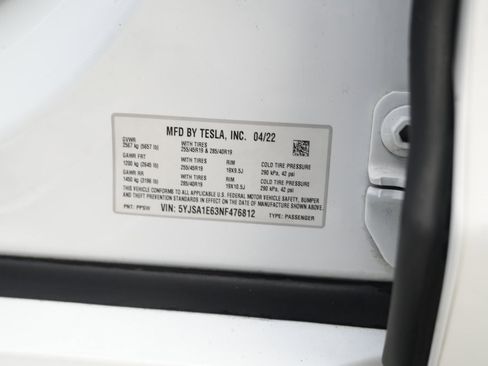 MFD BY TESLA, INC. 04/22
GVWR WITH TIRES
2567 kg (5657 lb) 255/45R19 & 285/40R19
GAWR FRT WITH TIRES RIM COLD TIRE PRESSURE
1200 kg (2645 lb) 255/45R19 19X9.5J 290 kPa, 42 psi
GAWR RR WITH TIRES RIM COLD TIRE PRESSURE
1450 kg (3196 lb) 285/40R19 19X10.5J 290 kPa, 42 psi
THIS VEHICLE CONFORMS TO ALL APPLICABLE U.S. FEDERAL MOTOR VEHICLE SAFETY, BUMPER
AND THEFT PREVENTION STANDARDS IN EFFECT ON THE DATE OF MANUFACTURE SHOWN ABOVE.
PNT: PPSW VIN: 5YJSA1E63NF476812 TYPE: PASSENGER